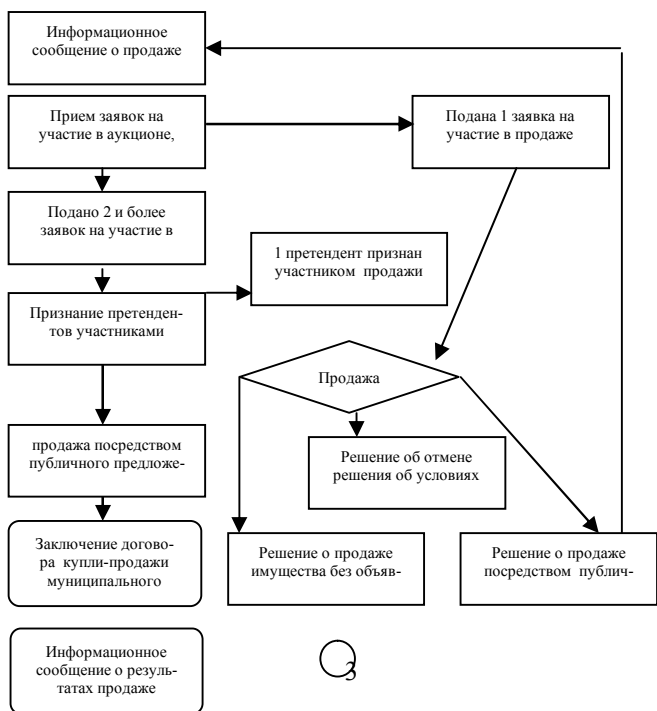 Информационное
сообщение о продаже
Прием заявок на
участие в аукционе,
Подана 1 заявка на
участие в продаже
Подано 2 и более
заявок на участие в
1 претендент признан
участником продажи
Признание претенден-
тов участниками
Продажа
продажа посредством
публичного предложе-
Решение об отмене
решения об условиях
Заключение догово-
ра купли-продажи
муниципального
Решение о продаже
имущества без объяв-
Решение о продаже
посредством публич-
Информационное
сообщение о резуль-
татах продаже
3